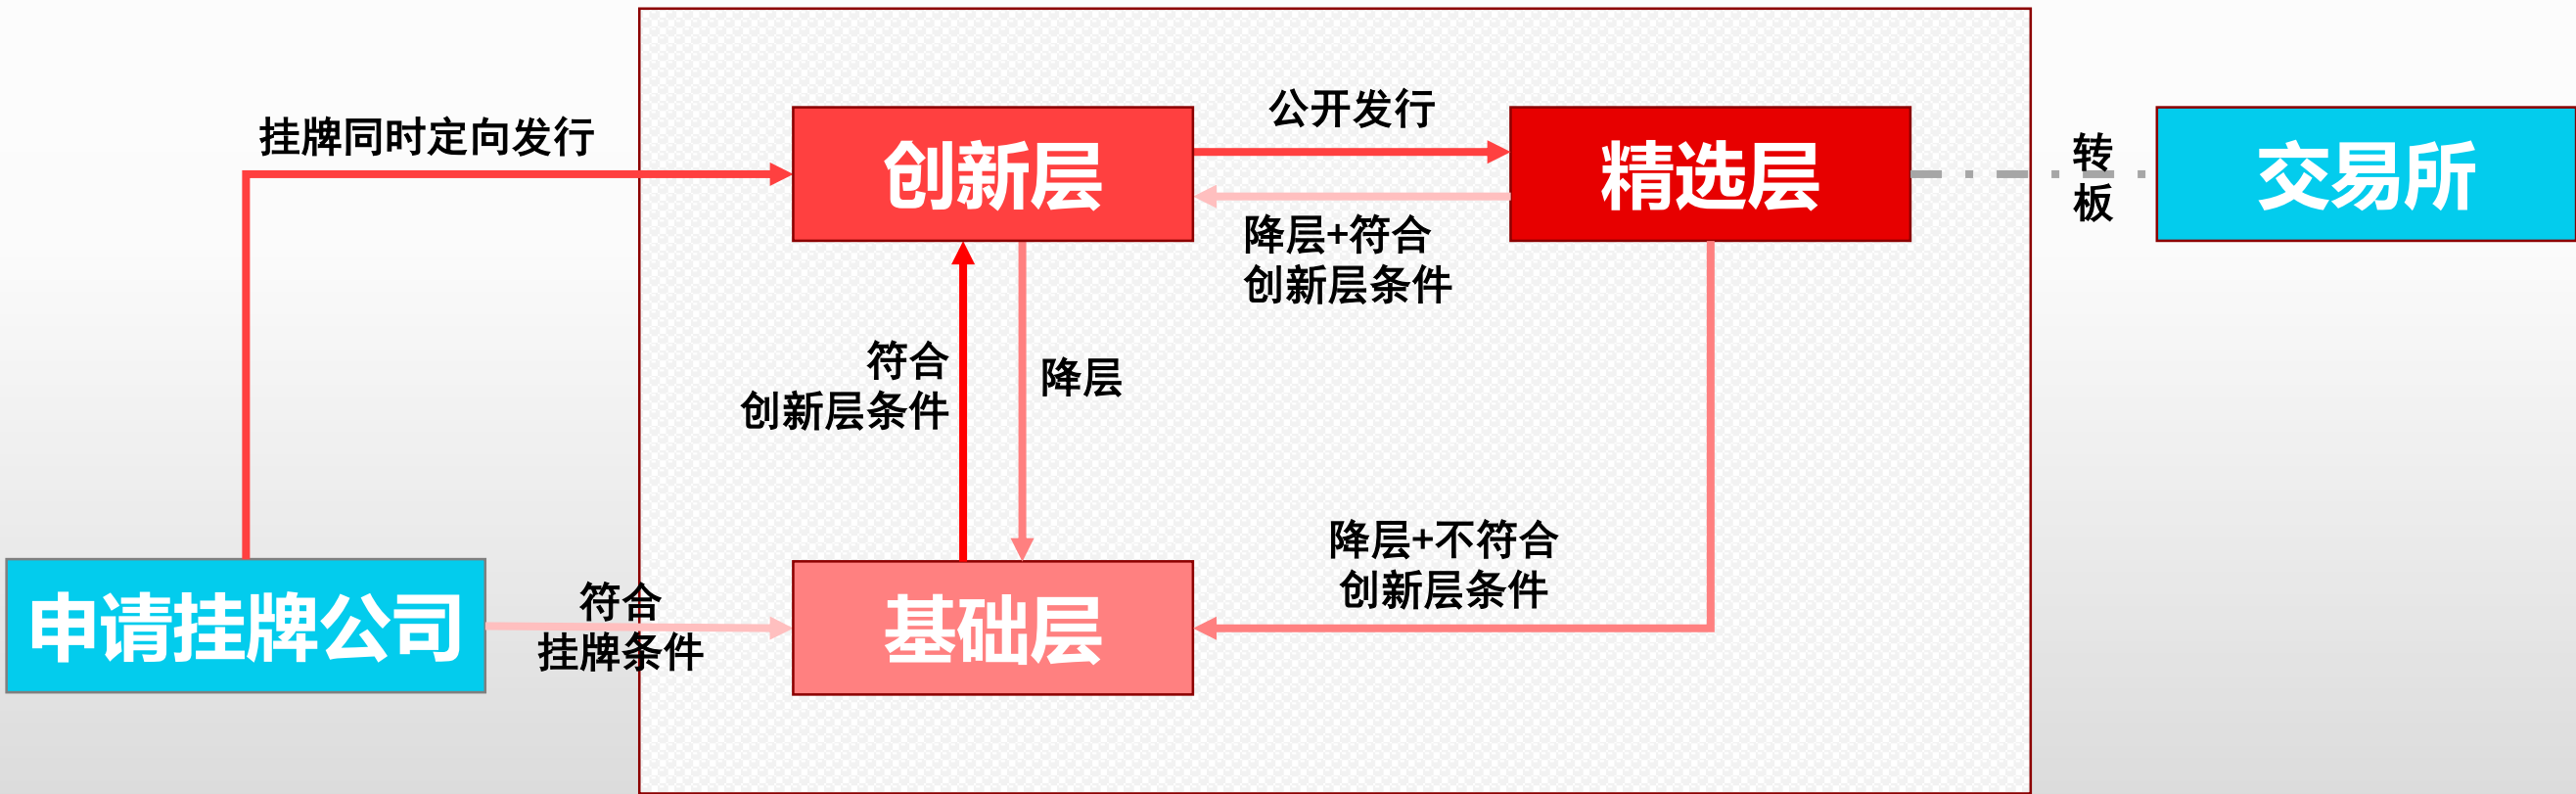 挂牌同时定向发行
创新层
公开发行
精选层
转
板
交易所
降层+符合
创新层条件
符合
创新层条件
降层
降层+不符合
创新层条件
申请挂牌公司
符合
挂牌条件
基础层